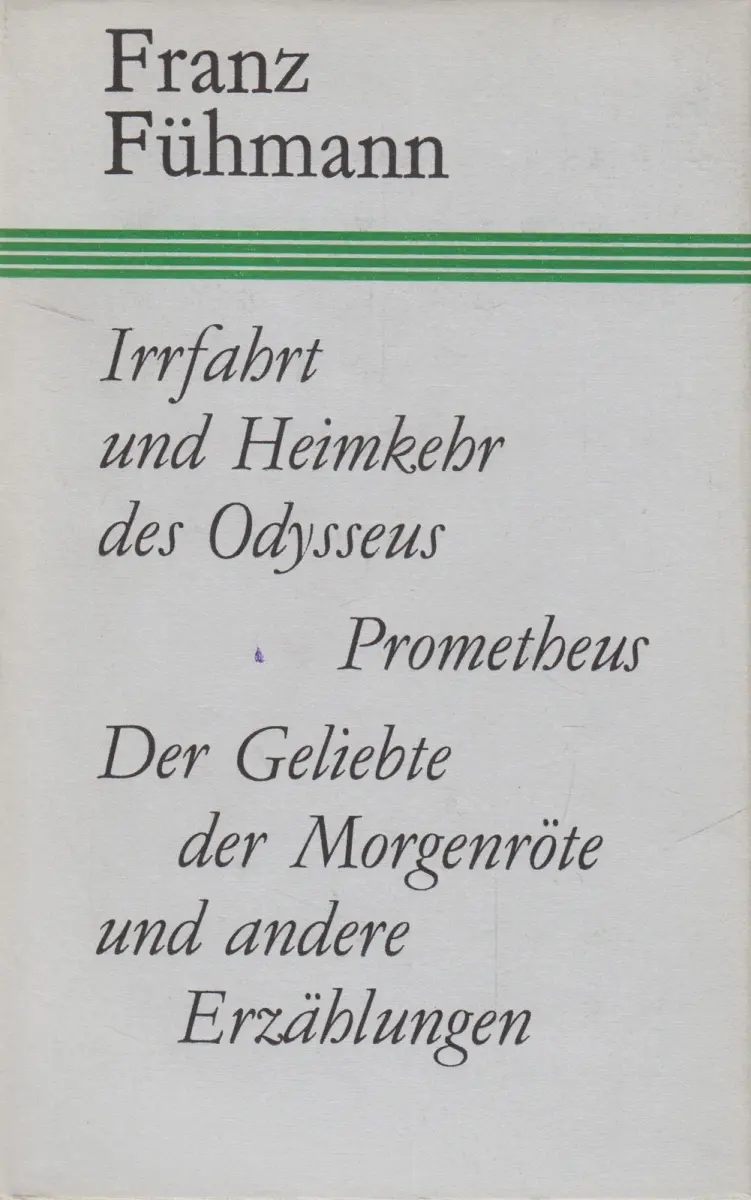 Franz
Fühmann
Irrfahrt
und Heimkehr
des Odysseus
Prometheus
Der Geliebte
der Morgenröte
und andere
Erzählungen